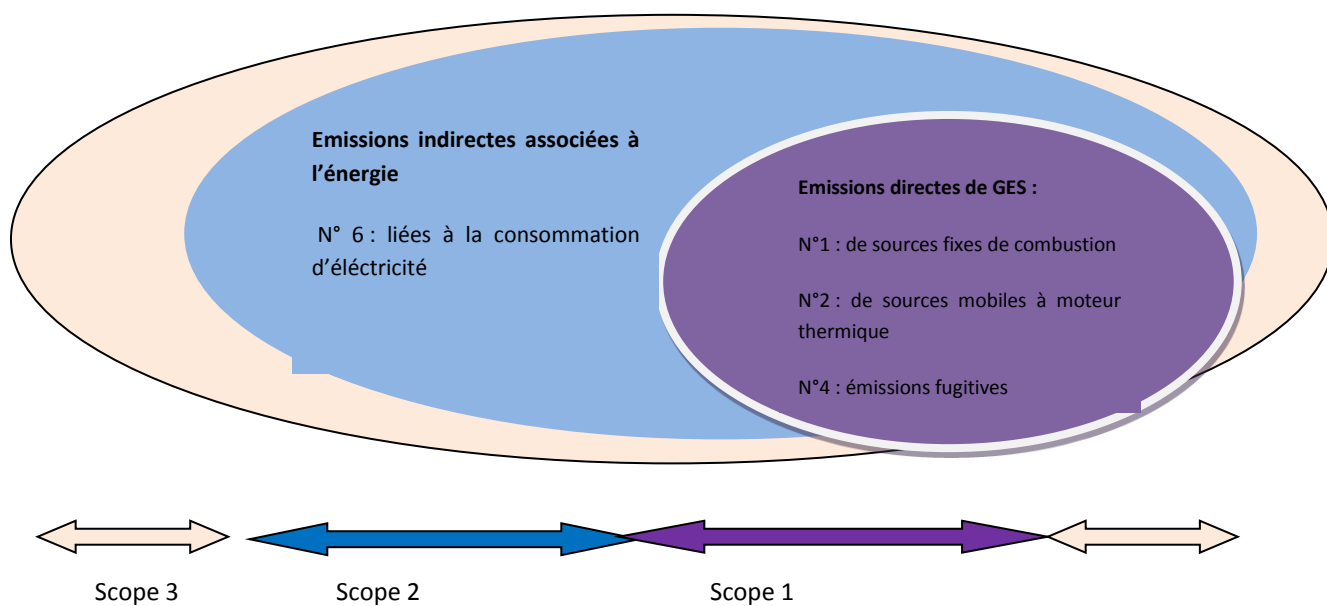 Emissions indirectes associées à
l’énergie
N° 6 : liées à la consommation
d’éléctricité
Emissions directes de GES :
N°1 : de sources fixes de combustion
N°2 : de sources mobiles à moteur
thermique
N°4 : émissions fugitives
Scope 3
Scope 2
Scope 1